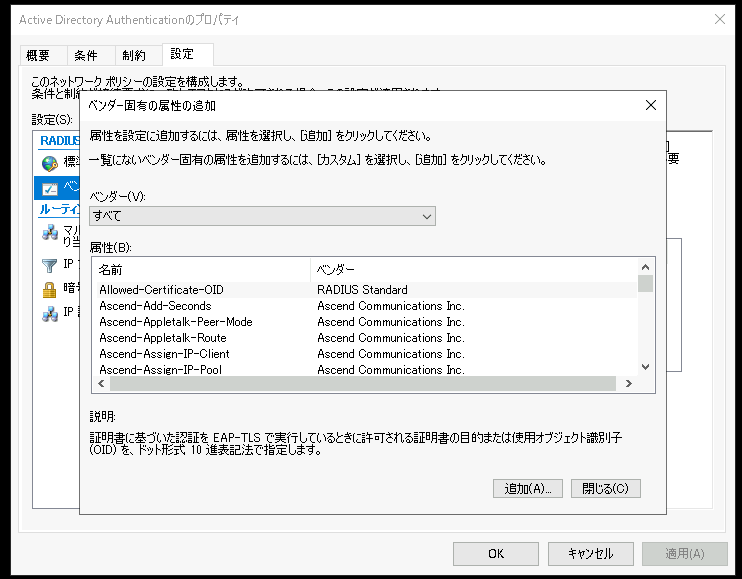 Active Directory Authenticationのプロパティ
概要 条件 制約 設定
このネットワーク ポリシーの設定を構成します。
条件と制約
設定(S):
RADIUS
標準
ベン
ルーティン
マル
り当
IP
暗号
IP
要
ベンダー固有の属性の追加
属性を設定に追加するには、属性を選択し、[追加] をクリックしてください。
一覧にないベンダー固有の属性を追加するには、[カスタム] を選択し、[追加] をクリックしてください。
ベンダー(V):
すべて
属性(B):
名前 ベンダー
Allowed-Certificate-OID RADIUS Standard
Ascend-Add-Seconds Ascend Communications Inc.
Ascend-Appletalk-Peer-Mode Ascend Communications Inc.
Ascend-Appletalk-Route Ascend Communications Inc.
Ascend-Assign-IP-Client Ascend Communications Inc.
Ascend-Assign-IP-Pool Ascend Communications Inc.
説明:
証明書に基づいた認証を EAP-TLS で実行しているときに許可される証明書の目的または使用オブジェクト識別子
(OID) を、ドット形式 10 進表記法で指定します。
追加(A)... 閉じる(C)
OK キャンセル 適用(A)